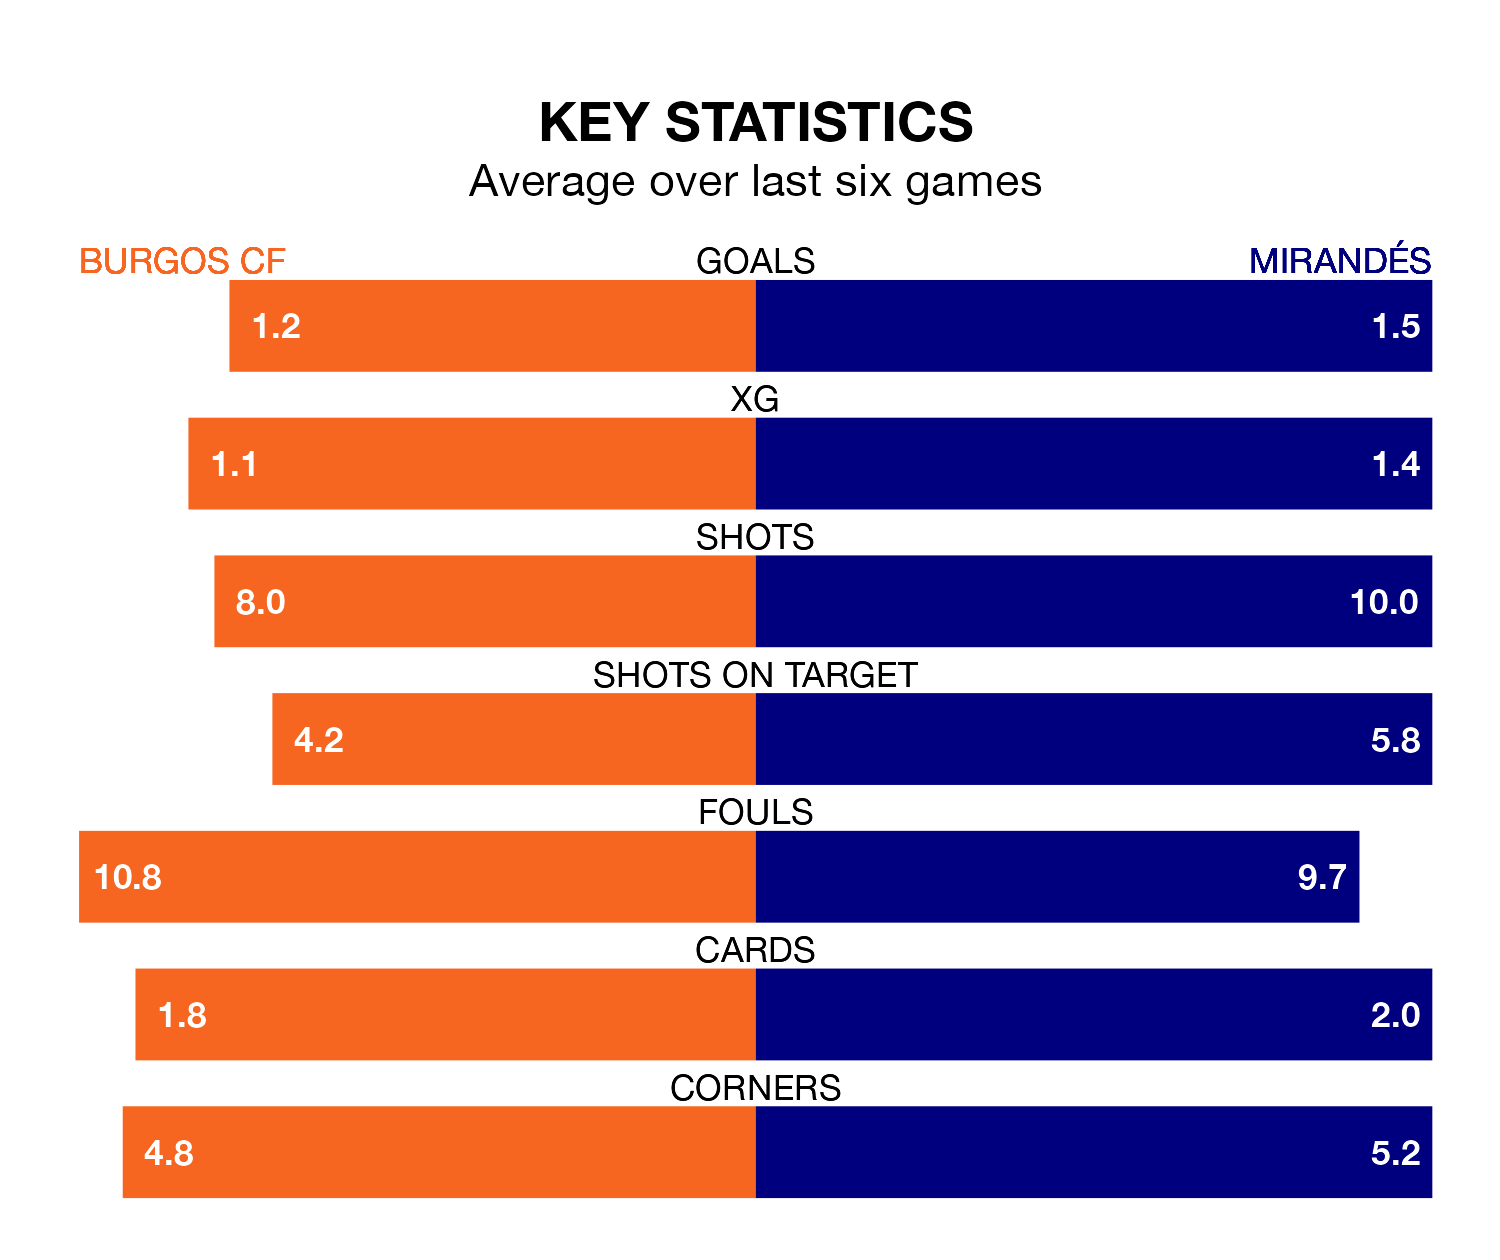 KEY STATISTICS
Average over last six games
BURGOS CF GOALS MIRANDÉS
1.2 1.5
XG
1.1 1.4
SHOTS
8.0 10.0
SHOTS ON TARGET
4.2 5.8
FOULS
10.8 9.7
CARDS
1.8 2.0
CORNERS
4.8 5.2